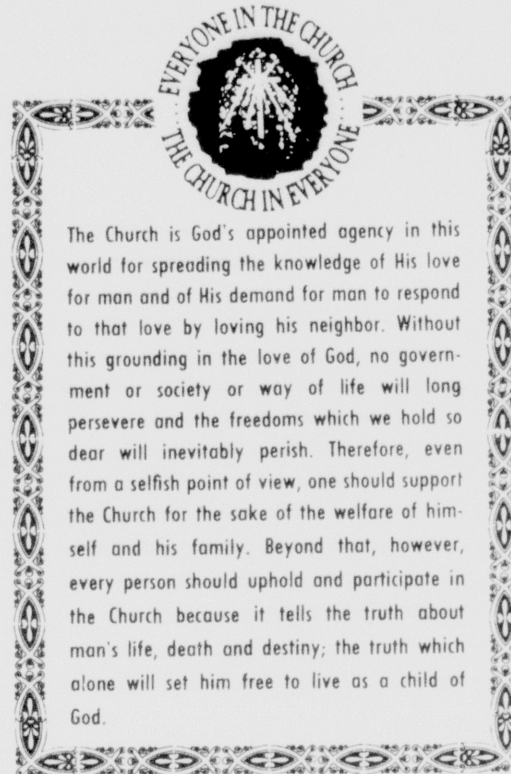 EVERYONE IN THE CHURCH
THE CHURCH IN EVERYONE
The Church is God's appointed agency in this
world for spreading the knowledge of His love
for man and of His demand for man to respond
to that love by loving his neighbor. Without
this grounding in the love of God, no govern-
ment or society or way of life will long
persevere and the freedoms which we hold so
dear will inevitably perish. Therefore, even
from a selfish point of view, one should support
the Church for the sake of the welfare of him-
self and his family. Beyond that, however,
every person should uphold and participate in
the Church because it tells the truth about
man's life, death and destiny; the truth which
alone will set him free to live as a child of
God.